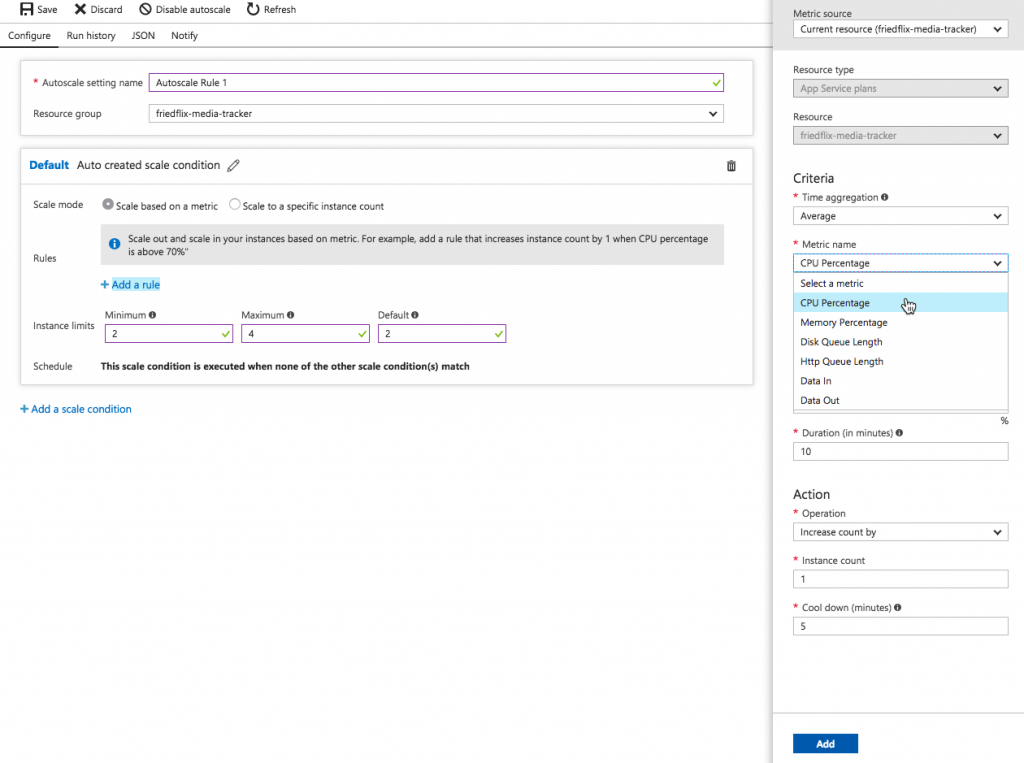 Save Discard Disable autoscale Refresh
Configure Run history JSON Notify
* Autoscale setting name Autoscale Rule 1
Resource group friedflix-media-tracker
Default Auto created scale condition
Scale mode Scale based on a metric Scale to a specific instance count
Rules
Scale out and scale in your instances based on metric. For example, add a rule that increases instance count by 1 when CPU percentage
is above 70%"
+ Add a rule
Instance limits
Minimum Maximum Default
2 4 2
Schedule This scale condition is executed when none of the other scale condition(s) match
+ Add a scale condition
Metric source
Current resource (friedflix-media-tracker)
Resource type
App Service plans
Resource
friedflix-media-tracker
Criteria
* Time aggregation
Average
* Metric name
CPU Percentage
Select a metric
CPU Percentage
Memory Percentage
Disk Queue Length
Http Queue Length
Data In
Data Out
%
* Duration (in minutes)
10
Action
* Operation
Increase count by
* Instance count
1
* Cool down (minutes)
5
Add